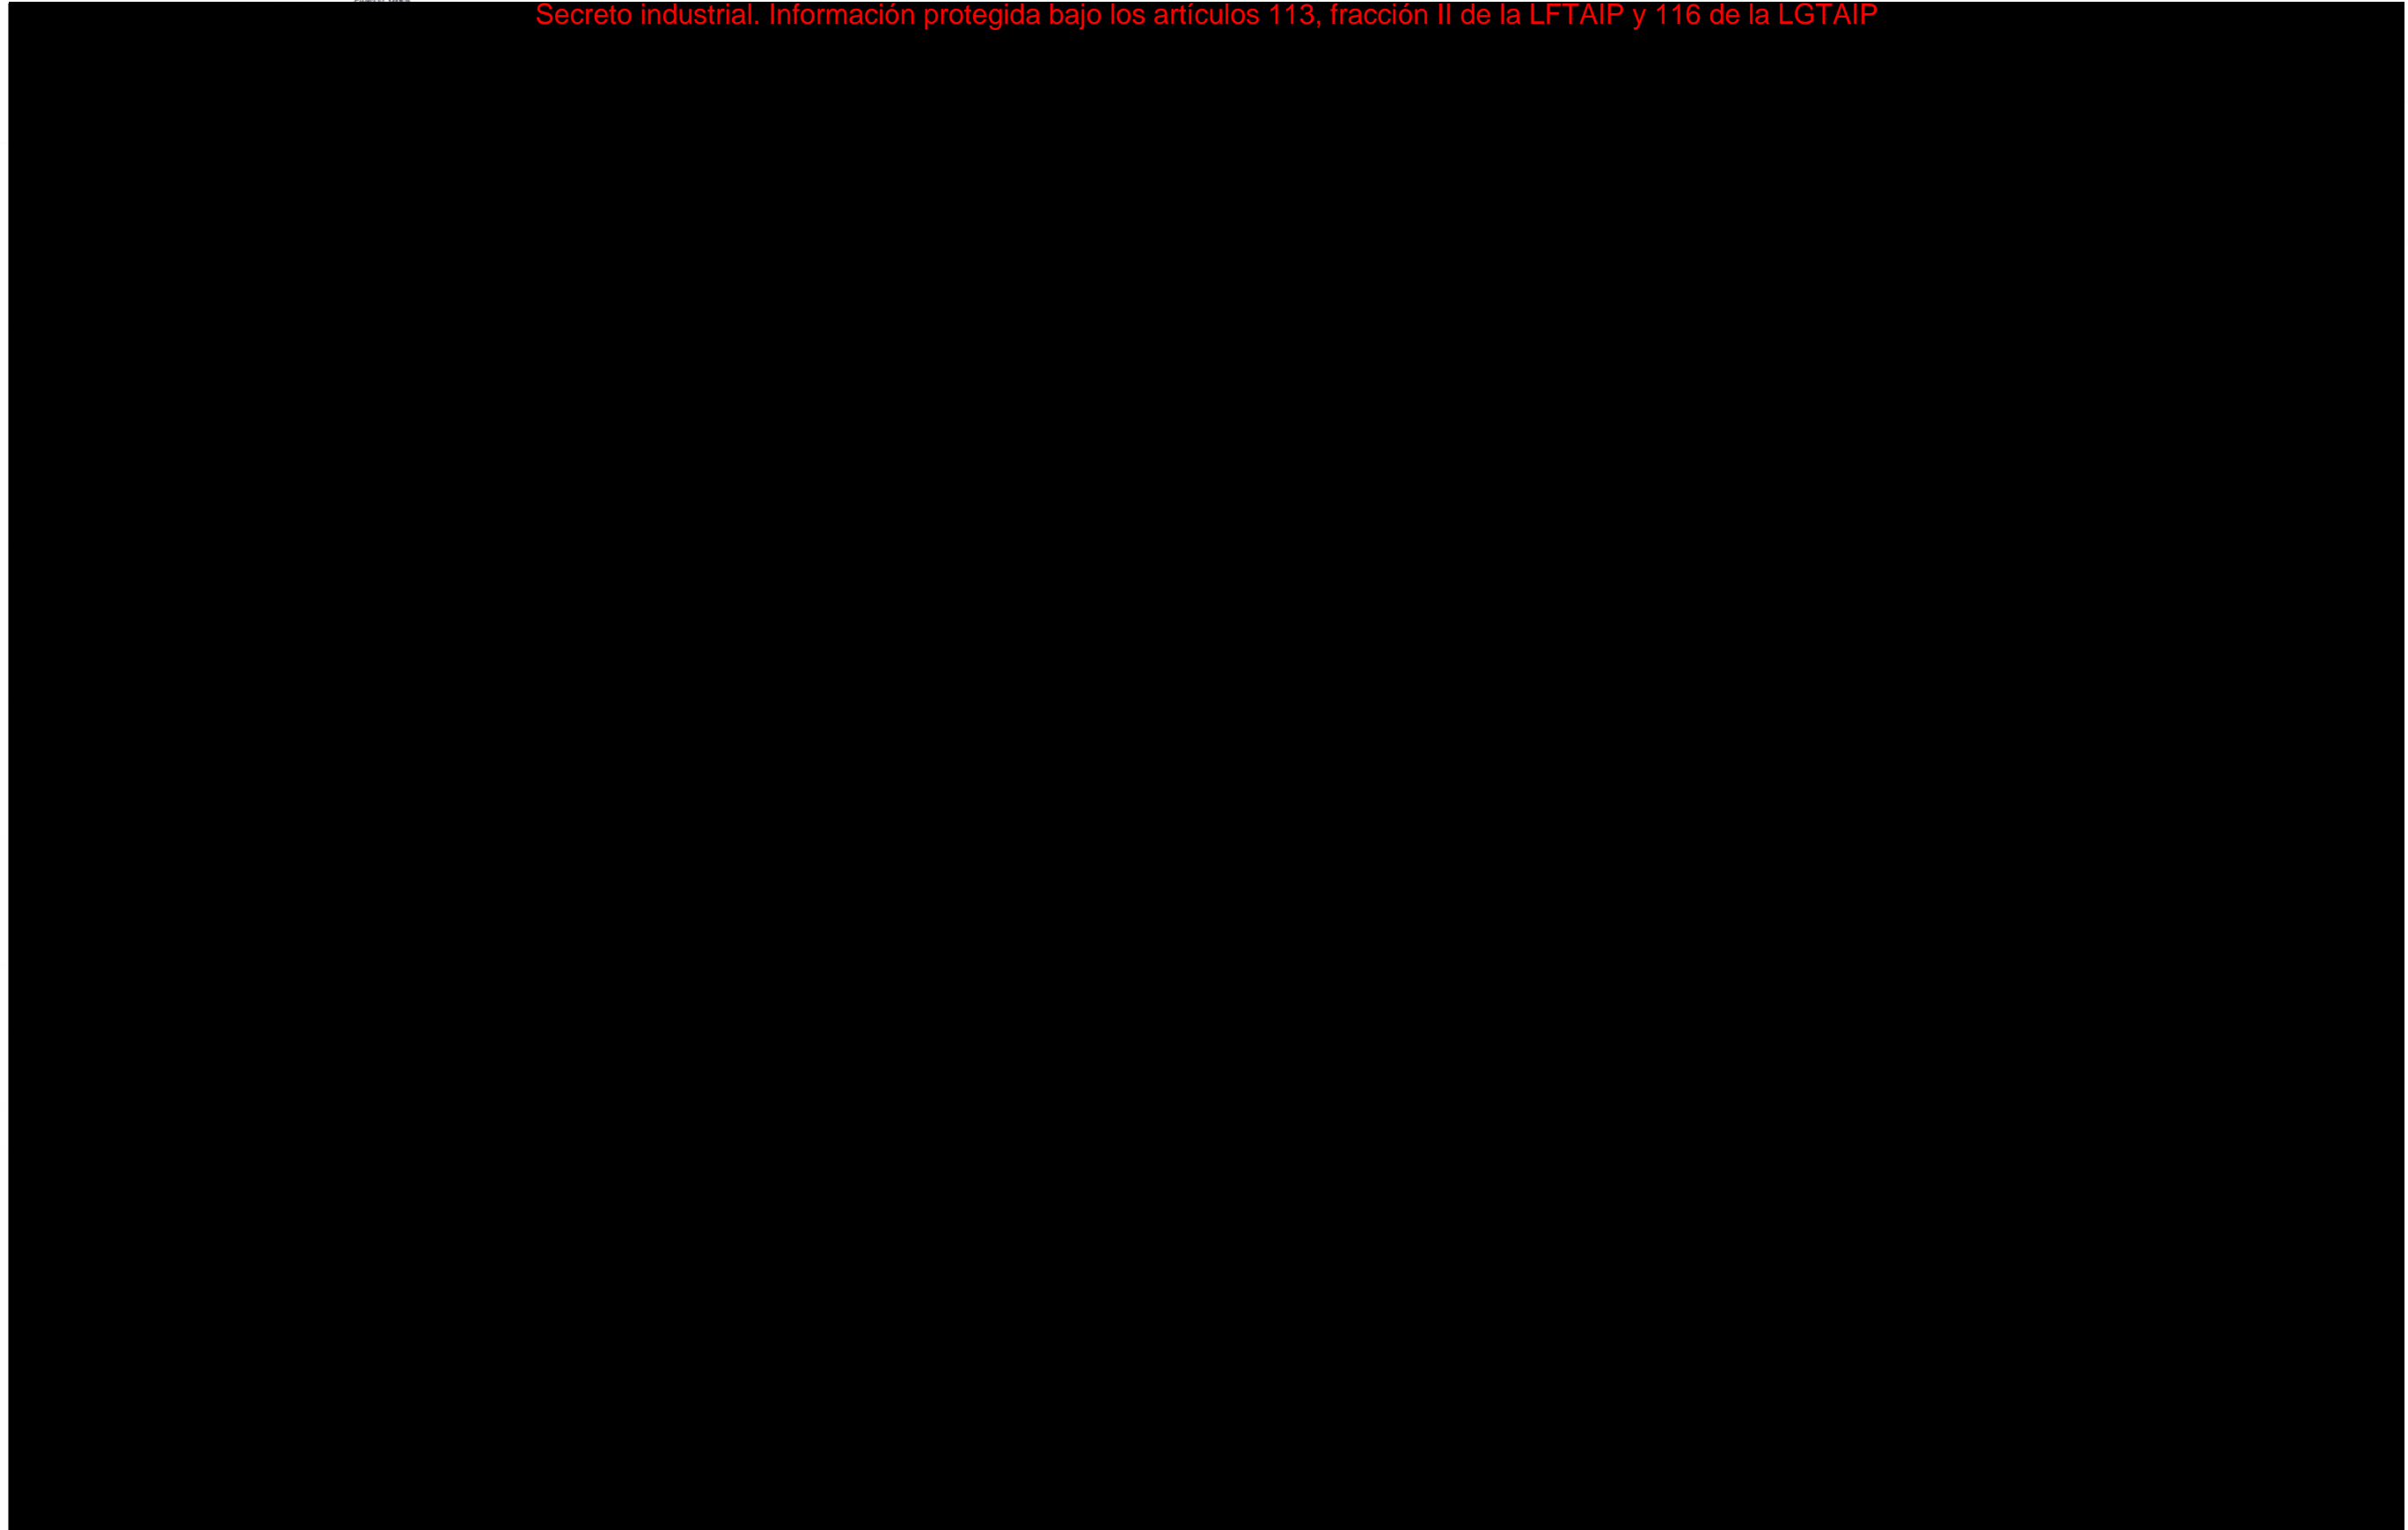 Secreto industrial. Información protegida bajo los artículos 113, fracción II de la LFTAIP y 116 de la LGTAIP